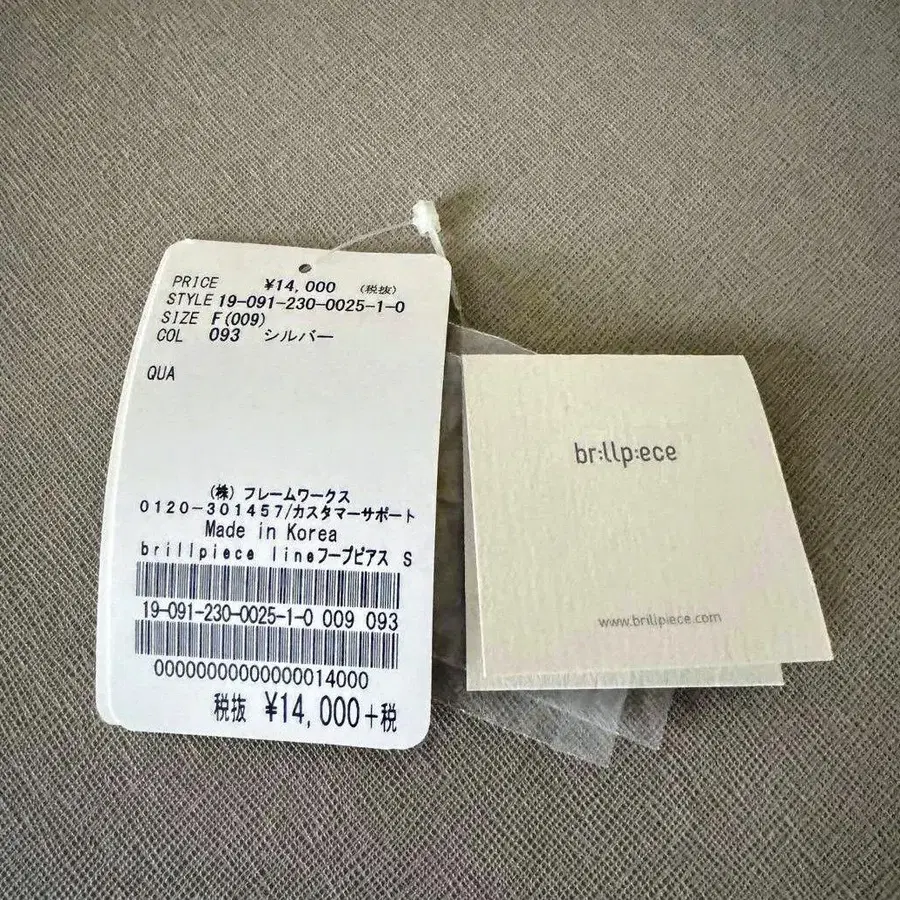 PRICE ¥14,000 (税抜)
STYLE 19-091-230-0025-1-0
SIZE F(009)
COL 093 シルバー
QUA
(株) フレームワークス
0120-301457/カスタマーサポート
Made in Korea
brillpiece lineフープピアス S
19-091-230-0025-1-0 009 093
00000000000000014000
税抜 ¥14,000+税
br:llp:ece
www.brillpiece.com